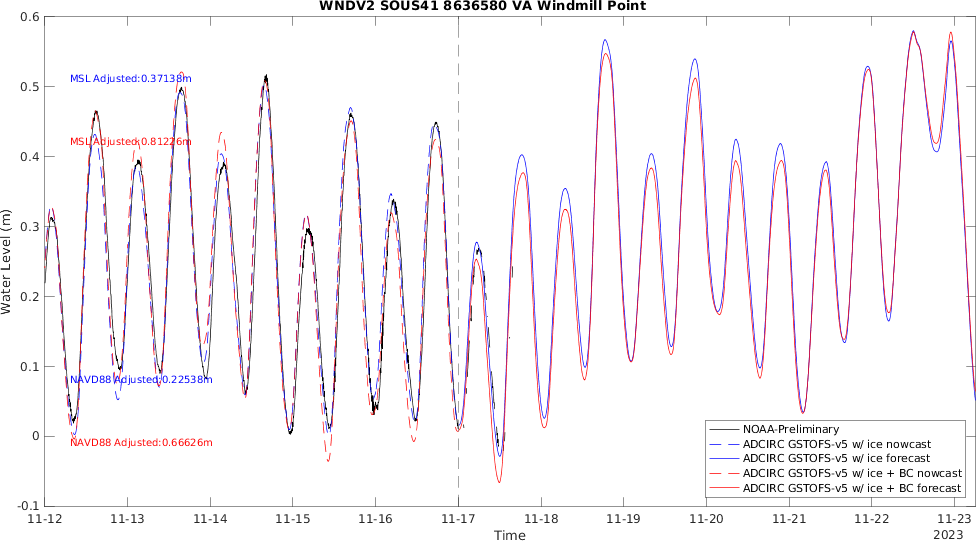 WNDV2 SOUS41 8636580 VA Windmill Point
0.6
0.5
0.4
0.3
0.2
0.1
0
-0.1
Water Level (m)
MSL Adjusted:0.37138m
MSL Adjusted:0.81226m
NAVD88 Adjusted:0.22538m
NAVD88 Adjusted:0.66626m
NOAA-Preliminary
ADCIRC GSTOFS-v5 w/ ice nowcast
ADCIRC GSTOFS-v5 w/ ice forecast
ADCIRC GSTOFS-v5 w/ ice + BC nowcast
ADCIRC GSTOFS-v5 w/ ice + BC forecast
11-12 11-13 11-14 11-15 11-16 11-17 11-18 11-19 11-20 11-21 11-22 11-23
Time
2023